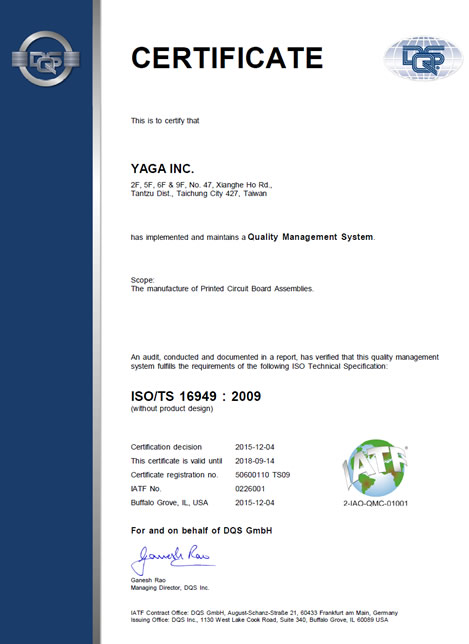 DQS
CERTIFICATE
DQS
This is to certify that
YAGA INC.
2F, 5F, 6F & 9F, No. 47, Xianghe Ho Rd.,
Tantzu Dist., Taichung City 427, Taiwan
has implemented and maintains a Quality Management System.
Scope:
The manufacture of Printed Circuit Board Assemblies.
An audit, conducted and documented in a report, has verified that this quality management
system fulfills the requirements of the following ISO Technical Specification:
ISO/TS 16949 : 2009
(without product design)
Certification decision 2015-12-04
This certificate is valid until 2018-09-14
Certificate registration no. 50600110 TS09
IATF No. 0226001
Buffalo Grove, IL, USA 2015-12-04
IATF
2-IAO-QMC-01001
For and on behalf of DQS GmbH
Ganesh Rao
Ganesh Rao
Managing Director, DQS Inc.
IATF Contract Office: DQS GmbH, August-Schanz-Straße 21, 60433 Frankfurt am Main, Germany
Issuing Office: DQS Inc., 1130 West Lake Cook Road, Suite 340, Buffalo Grove, IL 60089 USA